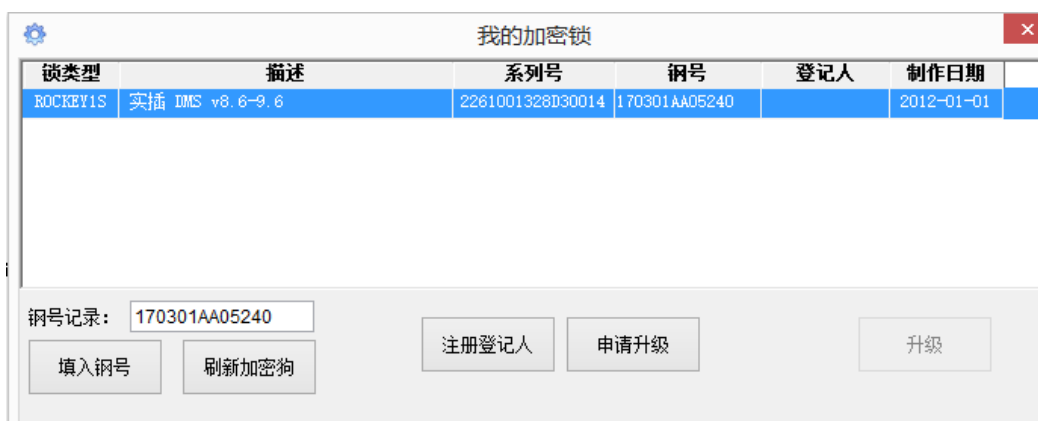 我的加密锁
锁类型 描述 系列号 钢号 登记人 制作日期
ROCKEY1S 实插 DMS v8.6-9.6 2261001328D30014 170301AA05240 2012-01-01
钢号记录： 170301AA05240
填入钢号 刷新加密狗 注册登记人 申请升级 升级